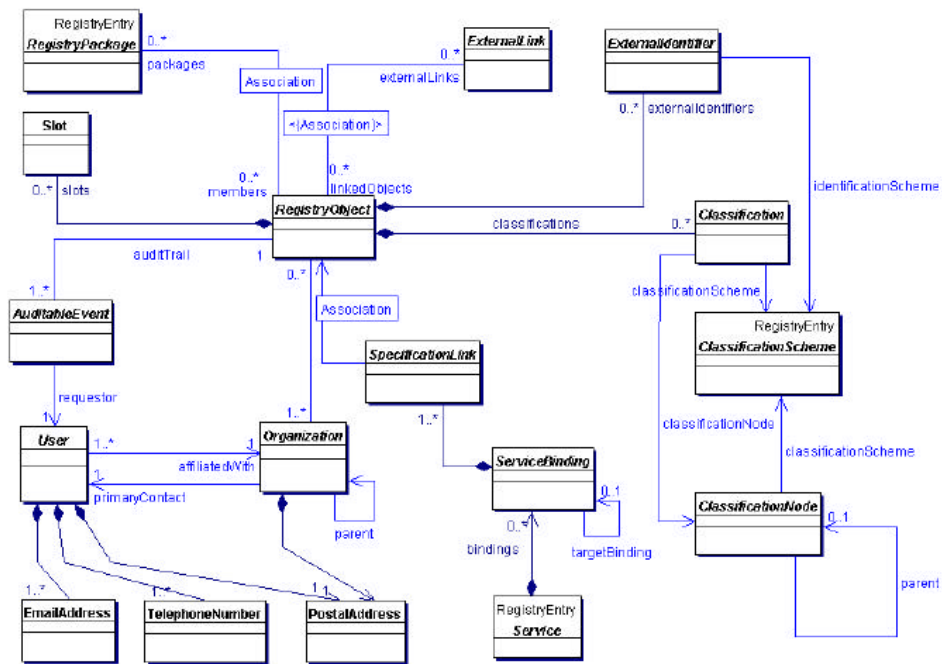 RegistryEntry
RegistryPackage
0..*
packages
Association
ExternalLink
0..*
externalLinks
<{Association}>
ExternalIdentifier
0..*
externalIdentifiers
identificationScheme
Slot
0..*
slots
0..*
members
0..*
linkedObjects
RegistryObject
classifications
0..*
Classification
auditTrail
1
0..*
classificationScheme
1..*
AuditableEvent
Association
SpecificationLink
RegistryEntry
ClassificationScheme
requestor
1
User
1..*
1
affiliatedWith
1
primaryContact
1..*
Organization
parent
1..*
ServiceBinding
0..1
targetBinding
0..*
bindings
classificationNode
classificationScheme
ClassificationNode
0..1
parent
1..*
EmailAddress
1..*
TelephoneNumber
1
1
PostalAddress
RegistryEntry
Service